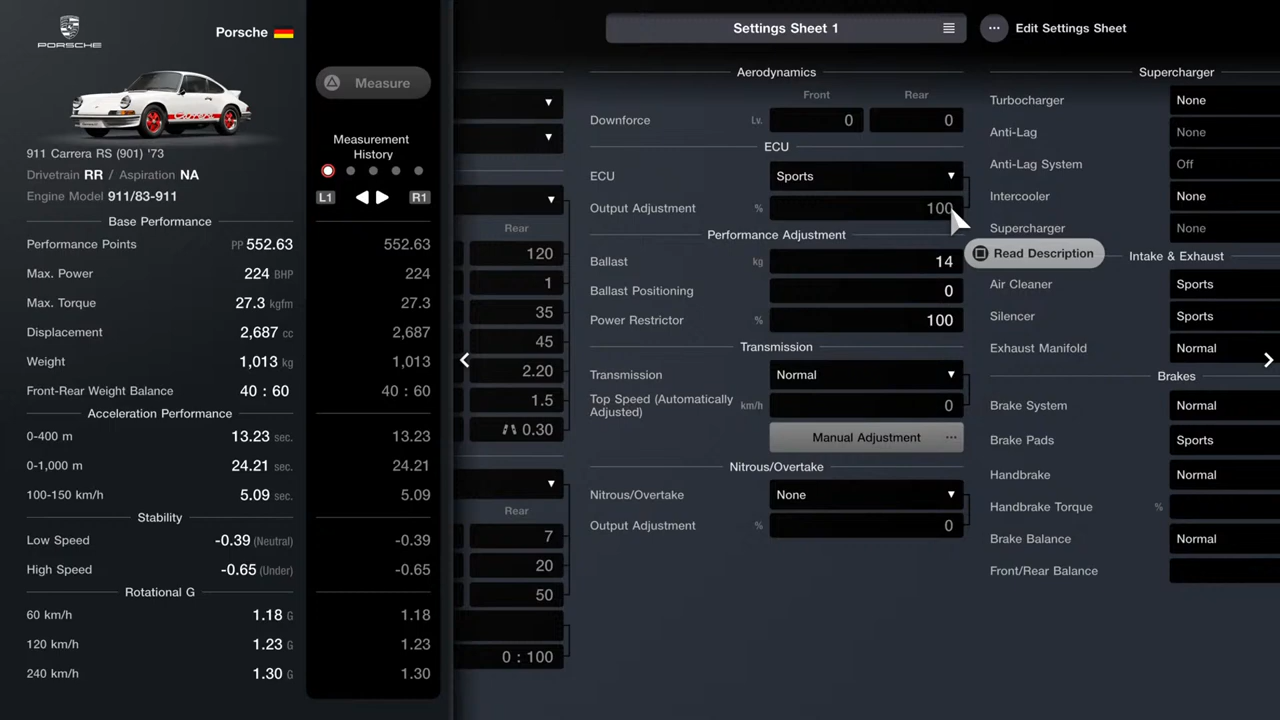 PORSCHE
Porsche
911 Carrera RS (901) '73
Drivetrain RR / Aspiration NA
Engine Model 911/83-911
Base Performance
Performance Points PP 552.63
Max. Power 224 BHP
Max. Torque 27.3 kgfm
Displacement 2,687 cc
Weight 1,013 kg
Front-Rear Weight Balance 40 : 60
Acceleration Performance
0-400 m 13.23 sec.
0-1,000 m 24.21 sec.
100-150 km/h 5.09 sec.
Stability
Low Speed -0.39 (Neutral)
High Speed -0.65 (Under)
Rotational G
60 km/h 1.18 G
120 km/h 1.23 G
240 km/h 1.30 G
Measure
Measurement
History
L1 R1
552.63
224
27.3
2,687
1,013
40 : 60
13.23
24.21
5.09
-0.39
-0.65
1.18
1.23
1.30
Rear
120
1
35
45
2.20
1.5
0.30
Rear
7
20
50
0 : 100
Settings Sheet 1
Edit Settings Sheet
Aerodynamics
Front Rear
Downforce Lv. 0 0
ECU
ECU Sports
Output Adjustment % 100
Performance Adjustment
Ballast kg 14
Ballast Positioning 0
Power Restrictor % 100
Transmission
Transmission Normal
Top Speed (Automatically
Adjusted) km/h 0
Manual Adjustment ...
Nitrous/Overtake
Nitrous/Overtake None
Output Adjustment % 0
Supercharger
Turbocharger None
Anti-Lag None
Anti-Lag System Off
Intercooler None
Supercharger None
Read Description
Intake & Exhaust
Air Cleaner Sports
Silencer Sports
Exhaust Manifold Normal
Brakes
Brake System Normal
Brake Pads Sports
Handbrake Normal
Handbrake Torque %
Brake Balance Normal
Front/Rear Balance